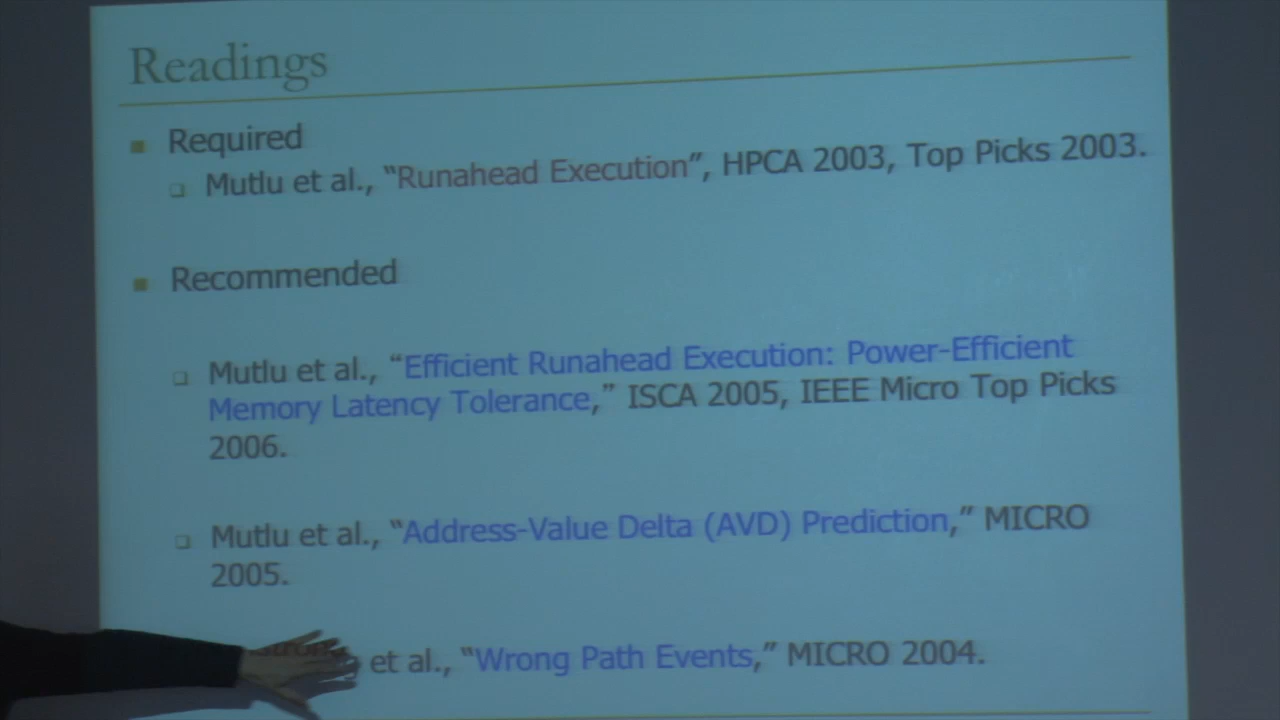 Readings
Required
Mutlu et al., “Runahead Execution”, HPCA 2003, Top Picks 2003.
Recommended
Mutlu et al., “Efficient Runahead Execution: Power-Efficient
Memory Latency Tolerance,” ISCA 2005, IEEE Micro Top Picks
2006.
Mutlu et al., “Address-Value Delta (AVD) Prediction,” MICRO
2005.
et al., “Wrong Path Events,” MICRO 2004.